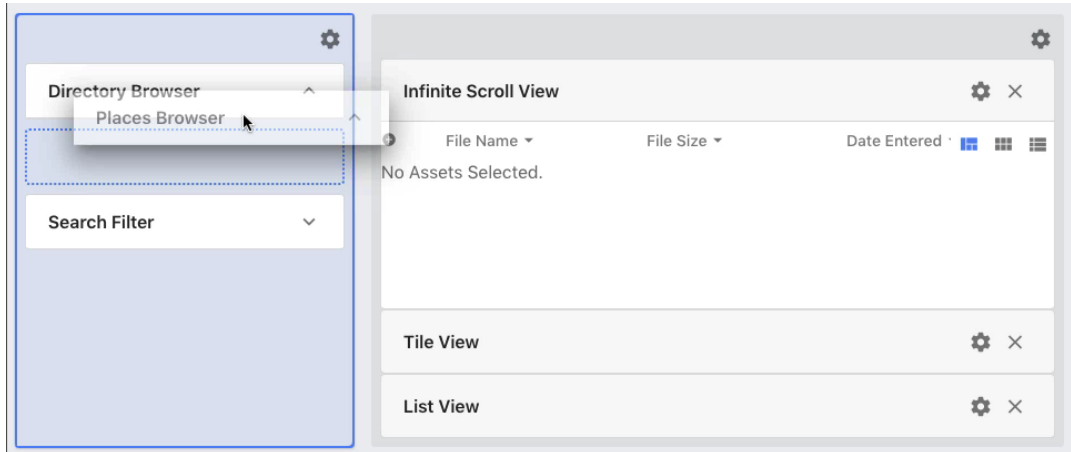 Directory Browser
Places Browser
Search Filter
Infinite Scroll View
File Name File Size Date Entered
No Assets Selected.
Tile View
List View